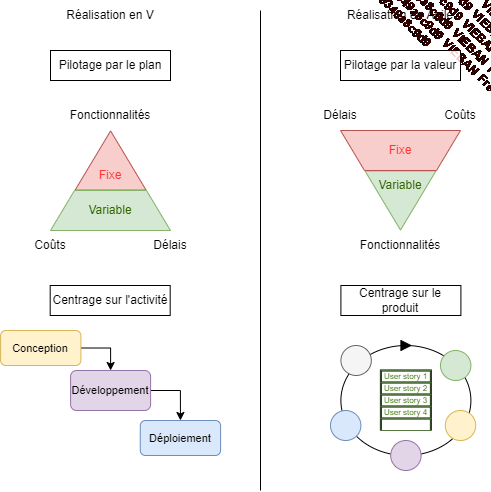 Réalisation en V
Pilotage par le plan
Fonctionnalités
Fixe
Variable
Coûts
Délais
Centrage sur l'activité
Conception
Développement
Déploiement
Pilotage par la valeur
Délais
Coûts
Fixe
Variable
Fonctionnalités
Centrage sur le
produit
User story 1
User story 2
User story 3
User story 4